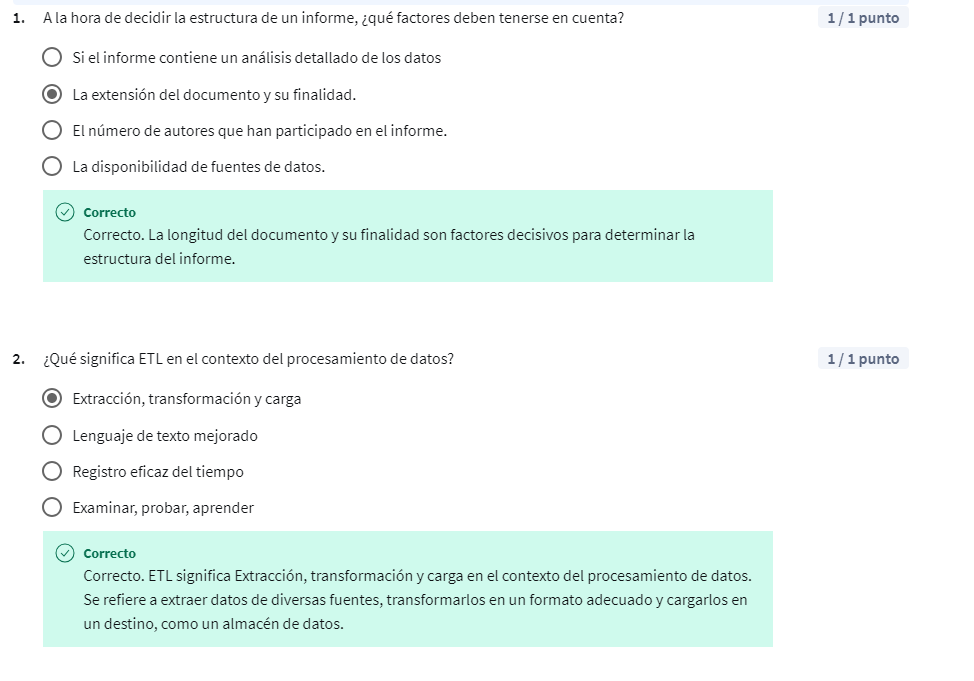 1. A la hora de decidir la estructura de un informe, ¿qué factores deben tenerse en cuenta? 1 / 1 punto
Si el informe contiene un análisis detallado de los datos
La extensión del documento y su finalidad.
El número de autores que han participado en el informe.
La disponibilidad de fuentes de datos.
Correcto
Correcto. La longitud del documento y su finalidad son factores decisivos para determinar la
estructura del informe.
2. ¿Qué significa ETL en el contexto del procesamiento de datos? 1 / 1 punto
Extracción, transformación y carga
Lenguaje de texto mejorado
Registro eficaz del tiempo
Examinar, probar, aprender
Correcto
Correcto. ETL significa Extracción, transformación y carga en el contexto del procesamiento de datos.
Se refiere a extraer datos de diversas fuentes, transformarlos en un formato adecuado y cargarlos en
un destino, como un almacén de datos.